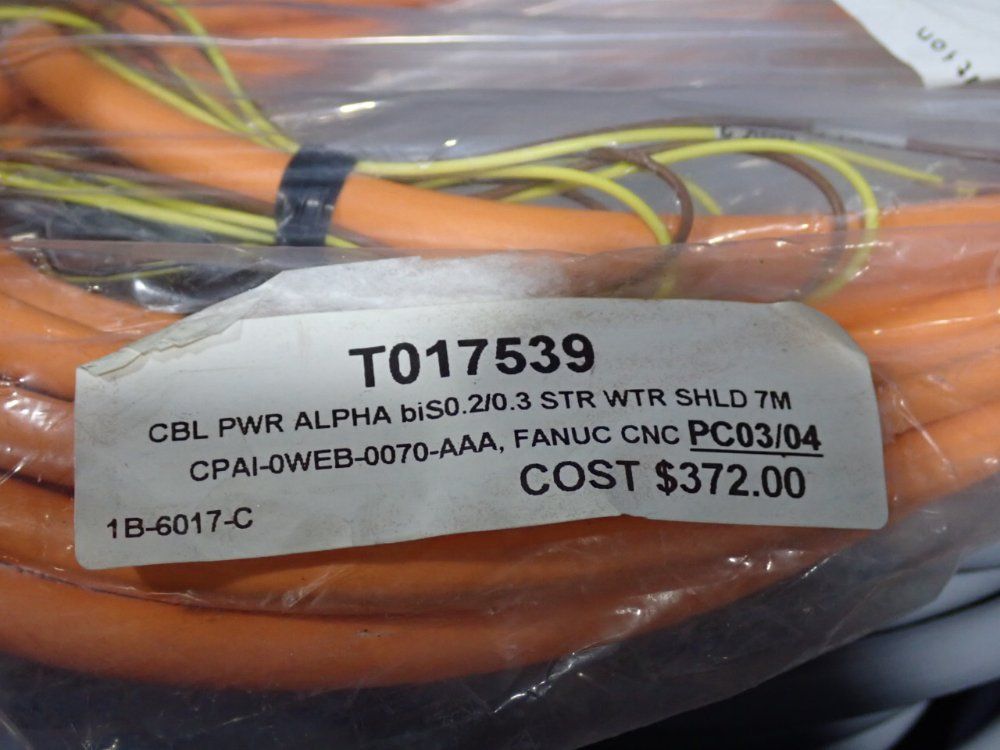 T017539
CBL PWR ALPHA biS0.2/0.3 STR WTR SHLD 7M
CPAI-0WEB-0070-AAA, FANUC CNC PC03/04
COST $372.00
1B-6017-C